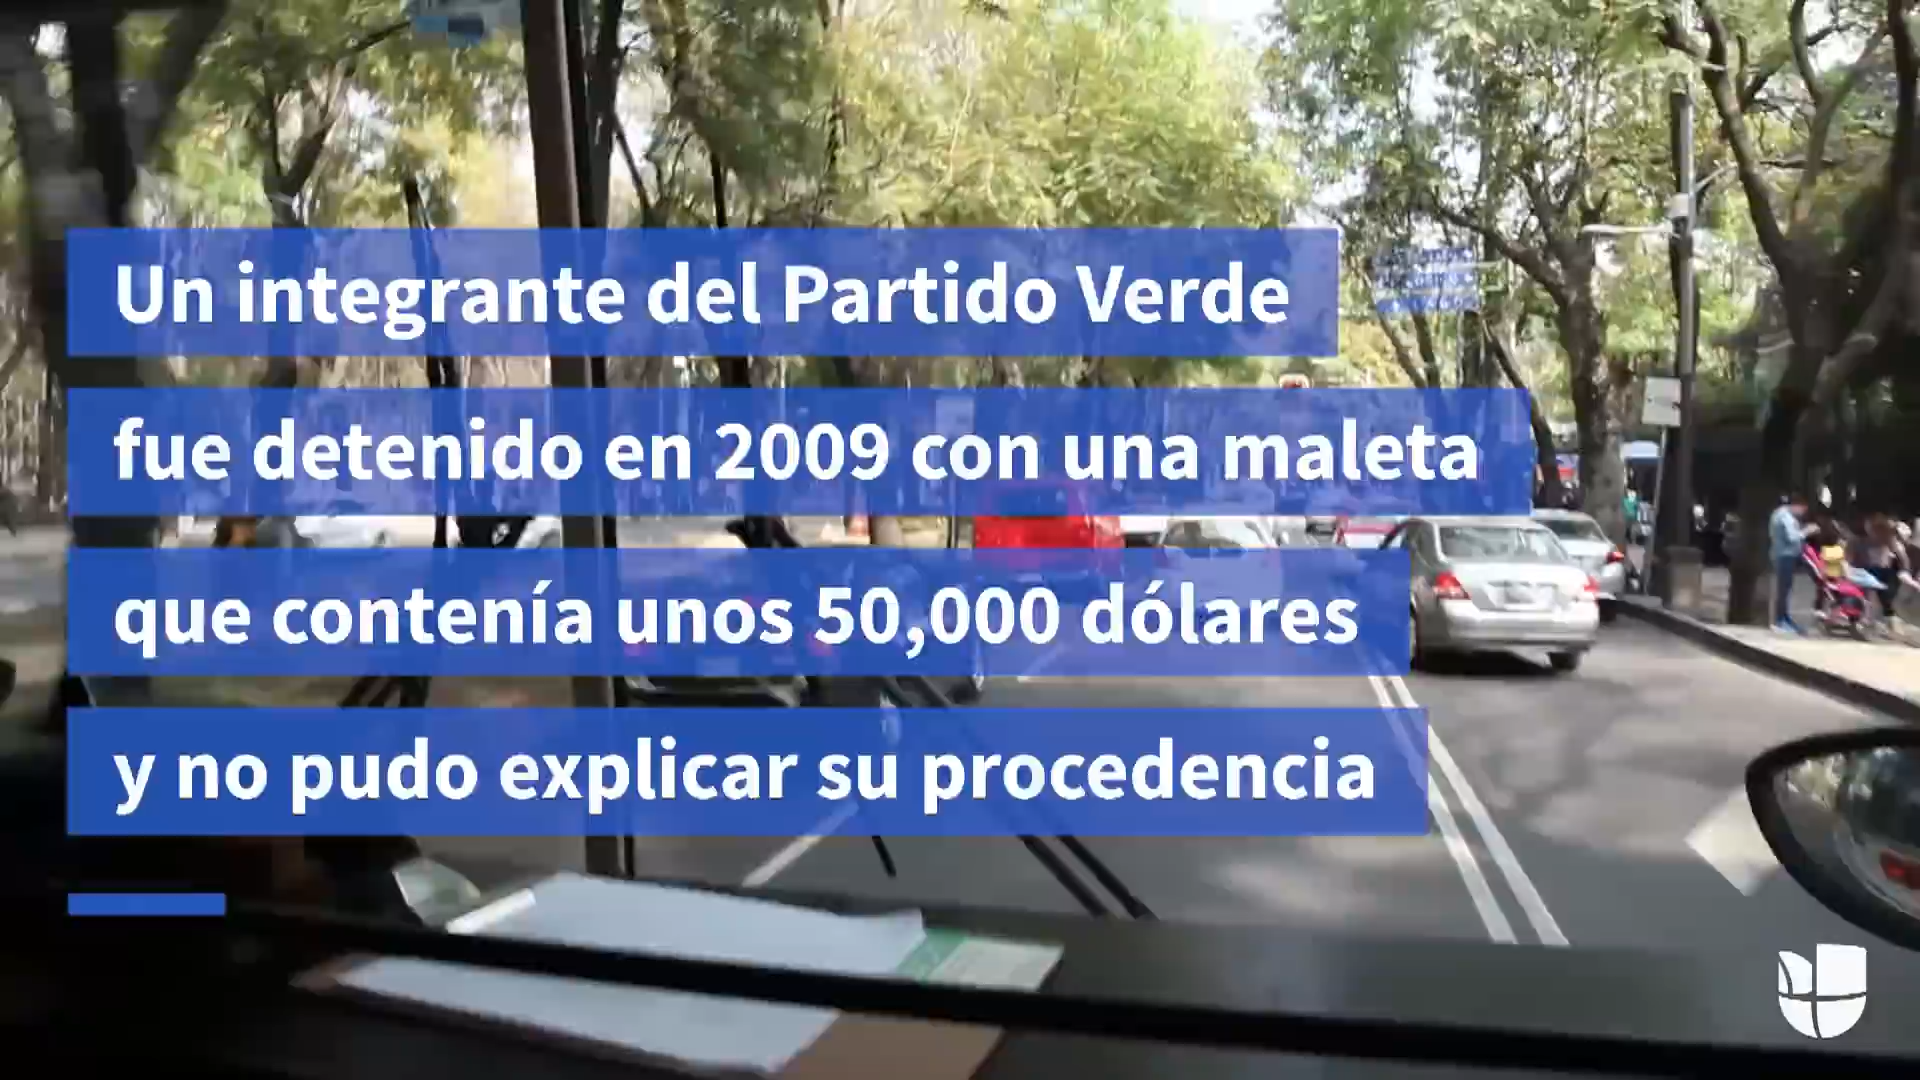 Un integrante del Partido Verde
fue detenido en 2009 con una maleta
que contenía unos 50,000 dólares
y no pudo explicar su procedencia